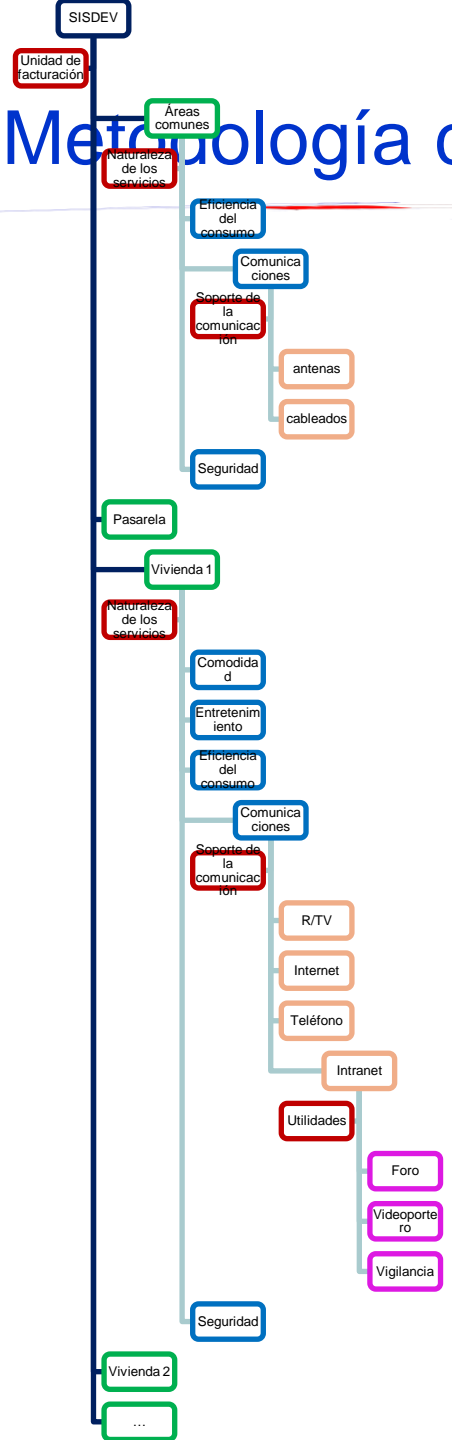 SISDEV
Unidad de
facturación
Áreas
comunes
Metodología d
Naturaleza
de los
servicios
Eficiencia
del
consumo
Comunica
ciones
Soporte de
la
comunicac
ión
antenas
cableados
Seguridad
Pasarela
Vivienda 1
Naturaleza
de los
servicios
Comodida
d
Entretenim
iento
Eficiencia
del
consumo
Comunica
ciones
Soporte de
la
comunicac
ión
R/TV
Internet
Teléfono
Intranet
Utilidades
Foro
Videoporte
ro
Vigilancia
Seguridad
Vivienda 2
...